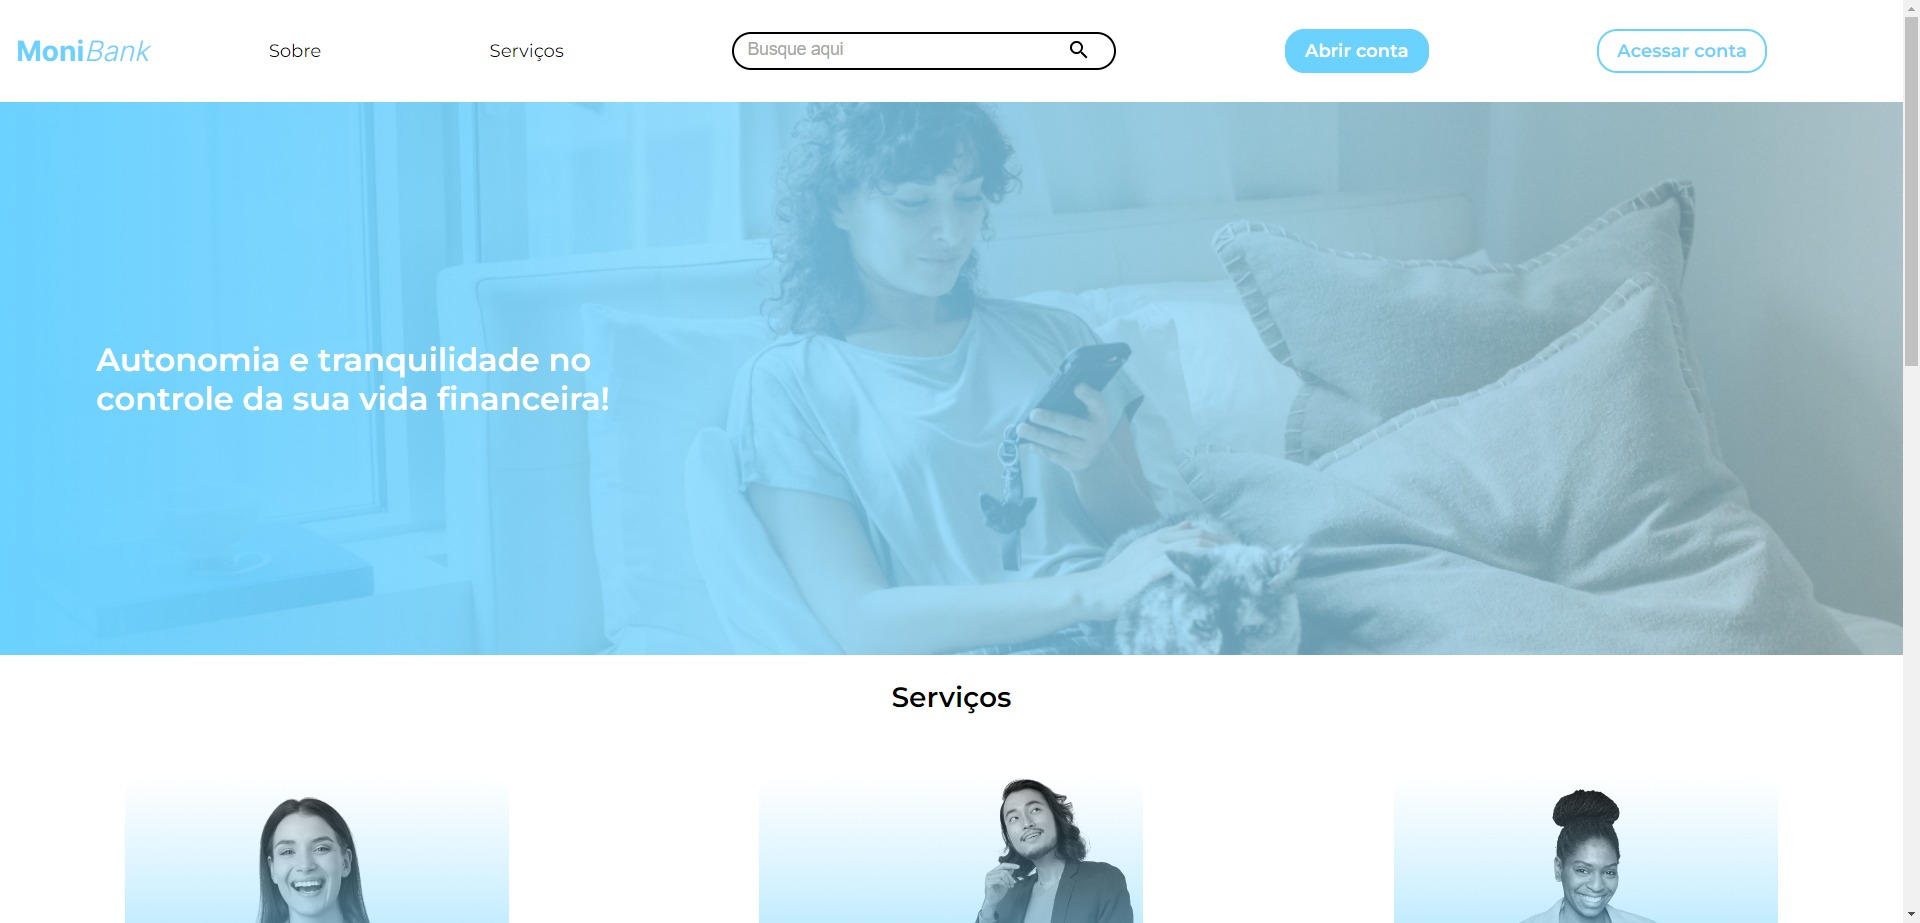 MoniBank
Sobre
Serviços
Busque aqui
Abrir conta
Acessar conta
Autonomia e tranquilidade no
controle da sua vida financeira!
Serviços